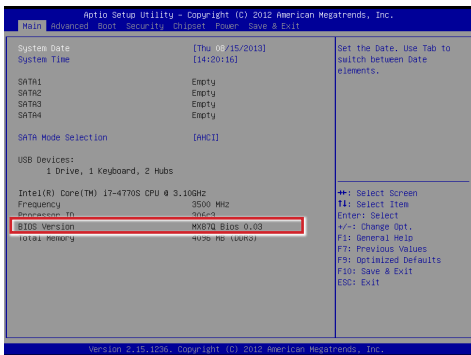 Aptio Setup Utility – Copyright (C) 2012 American Megatrends, Inc.
Main Advanced Boot Security Chipset Power Save & Exit
System Date [Thu 08/15/2013]
System Time [14:20:16]
SATA1 Empty
SATA2 Empty
SATA3 Empty
SATA4 Empty
SATA Mode Selection [AHCI]
USB Devices:
1 Drive, 1 Keyboard, 2 Hubs
Intel(R) Core(TM) i7-4770S CPU @ 3.10GHz
Frequency 3500 MHz
Processor ID 306c3
BIOS Version MX87Q Bios 0.03
Total Memory 4096 MB (DDR3)
Set the Date. Use Tab to
switch between Date
elements.
→←: Select Screen
↑↓: Select Item
Enter: Select
+/-: Change Opt.
F1: General Help
F7: Previous Values
F9: Optimized Defaults
F10: Save & Exit
ESC: Exit
Version 2.15.1236. Copyright (C) 2012 American Megatrends, Inc.